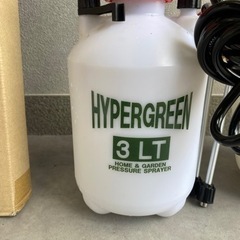 HYPERGREEN
3 LT
HOME & GARDEN
PRESSURE SPRAYER